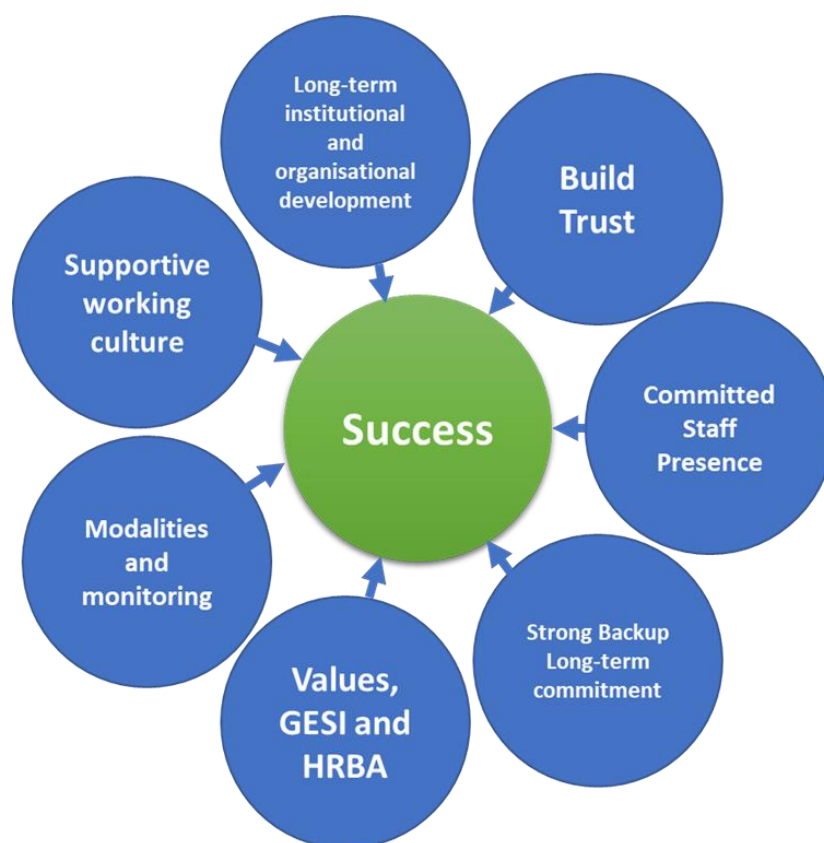 Long-term
institutional
and
organisational
development
Build
Trust
Supportive
working
culture
Success
Committed
Staff
Presence
Modalities
and
monitoring
Strong Backup
Long-term
commitment
Values,
GESI and
HRBA